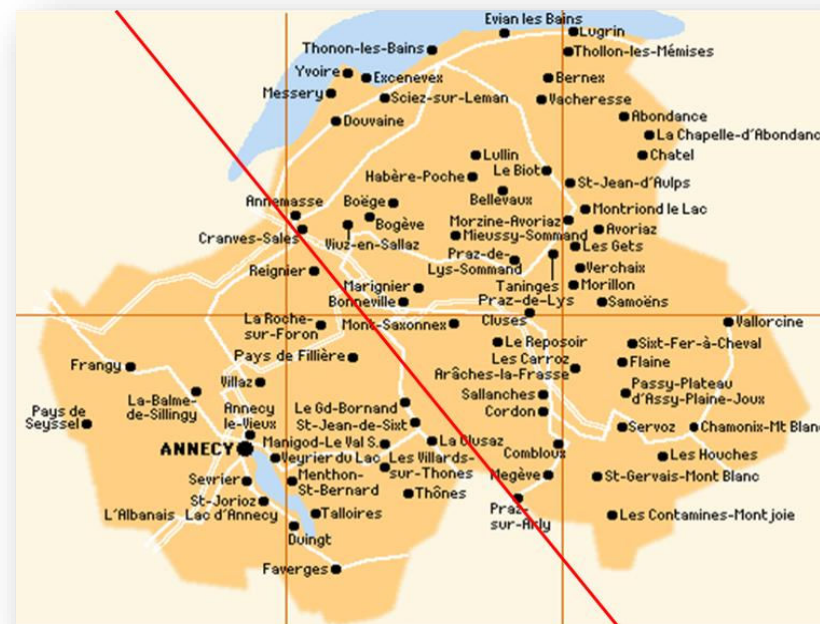 Evian les Bains
Lugrin
Thonon-les-Bains
Thollon-les-Mémises
Yvoire
Excenevex
Bernex
Messery
Sciez-sur-Leman
Vacheresse
Douvaine
Abondance
La Chapelle-d'Abondanc
Lullin
Chatel
Habère-Poche
Le Biot
St-Jean-d'Aulps
Bellevaux
Annemasse
Boëge
Montriond le Lac
Bogève
Morzine-Avoriaz
Avoriaz
Cranves-Sales
Viuz-en-Sallaz
Mieussy-Sommand
Les Gets
Praz-de-
Lys-Sommand
Reignier
Verchaix
Taninges
Morillon
Marignier
Praz-de-Lys
Bonneville
Samoëns
Cluses
La Roche-
sur-Foron
Mont-Saxonnex
Vallorcine
Le Reposoir
Sixt-Fer-à-Cheval
Pays de Fillière
Les Carroz
Arâches-la-Frasse
Flaine
Frangy
Villaz
Passy-Plateau
d'Assy-Plaine-Joux
La-Balme-
de-Sillingy
Sallanches
Le Gd-Bornand
Cordon
Pays de
Seyssel
Annecy
le-Vieux
St-Jean-de-Sixt
Servoz
Chamonix-Mt Blanc
ANNECY
Manigod-Le Val S.
La Clusaz
Combloux
Veyrier du Lac
Les Villards-
sur-Thones
Les Houches
Sevrier
Menthon-
St-Bernard
Megève
St-Gervais-Mont Blanc
St-Jorioz
Thônes
Praz-
sur-Arly
L'Albanais
Lac d'Annecy
Talloires
Les Contamines-Montjoie
Duingt
Faverges